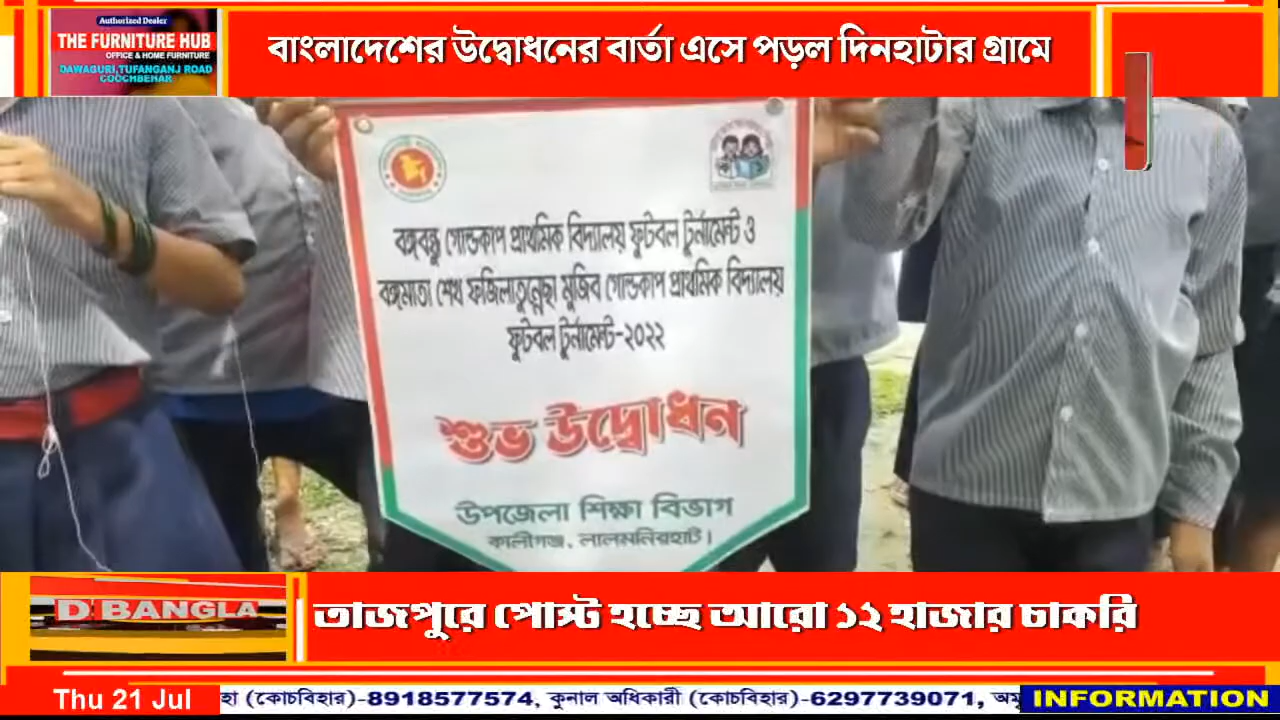 Authorized Dealer
THE FURNITURE HUB
OFFICE & HOME FURNITURE
DAWAGURI,TUFANGANJ ROAD
COOCHBEHAR
বাংলাদেশের উদ্বোধনের বার্তা এসে পড়ল দিনহাটার গ্রামে
বঙ্গবন্ধু গোল্ডকাপ প্রাথমিক বিদ্যালয় ফুটবল টুর্নামেন্ট ও
বঙ্গমাতা শেখ ফজিলাতুন্নেছা মুজিব গোল্ডকাপ প্রাথমিক বিদ্যালয়
ফুটবল টুর্নামেন্ট-২০২২
শুভ উদ্বোধন
উপজেলা শিক্ষা বিভাগ
কালীগঞ্জ, লালমনিরহাট।
D BANGLA
তাজপুরে পোস্ট হচ্ছে আরো ১২ হাজার চাকরি
Thu 21 Jul
(কোচবিহার)-8918577574, কুনাল অধিকারী (কোচবিহার)-6297739071,
INFORMATION